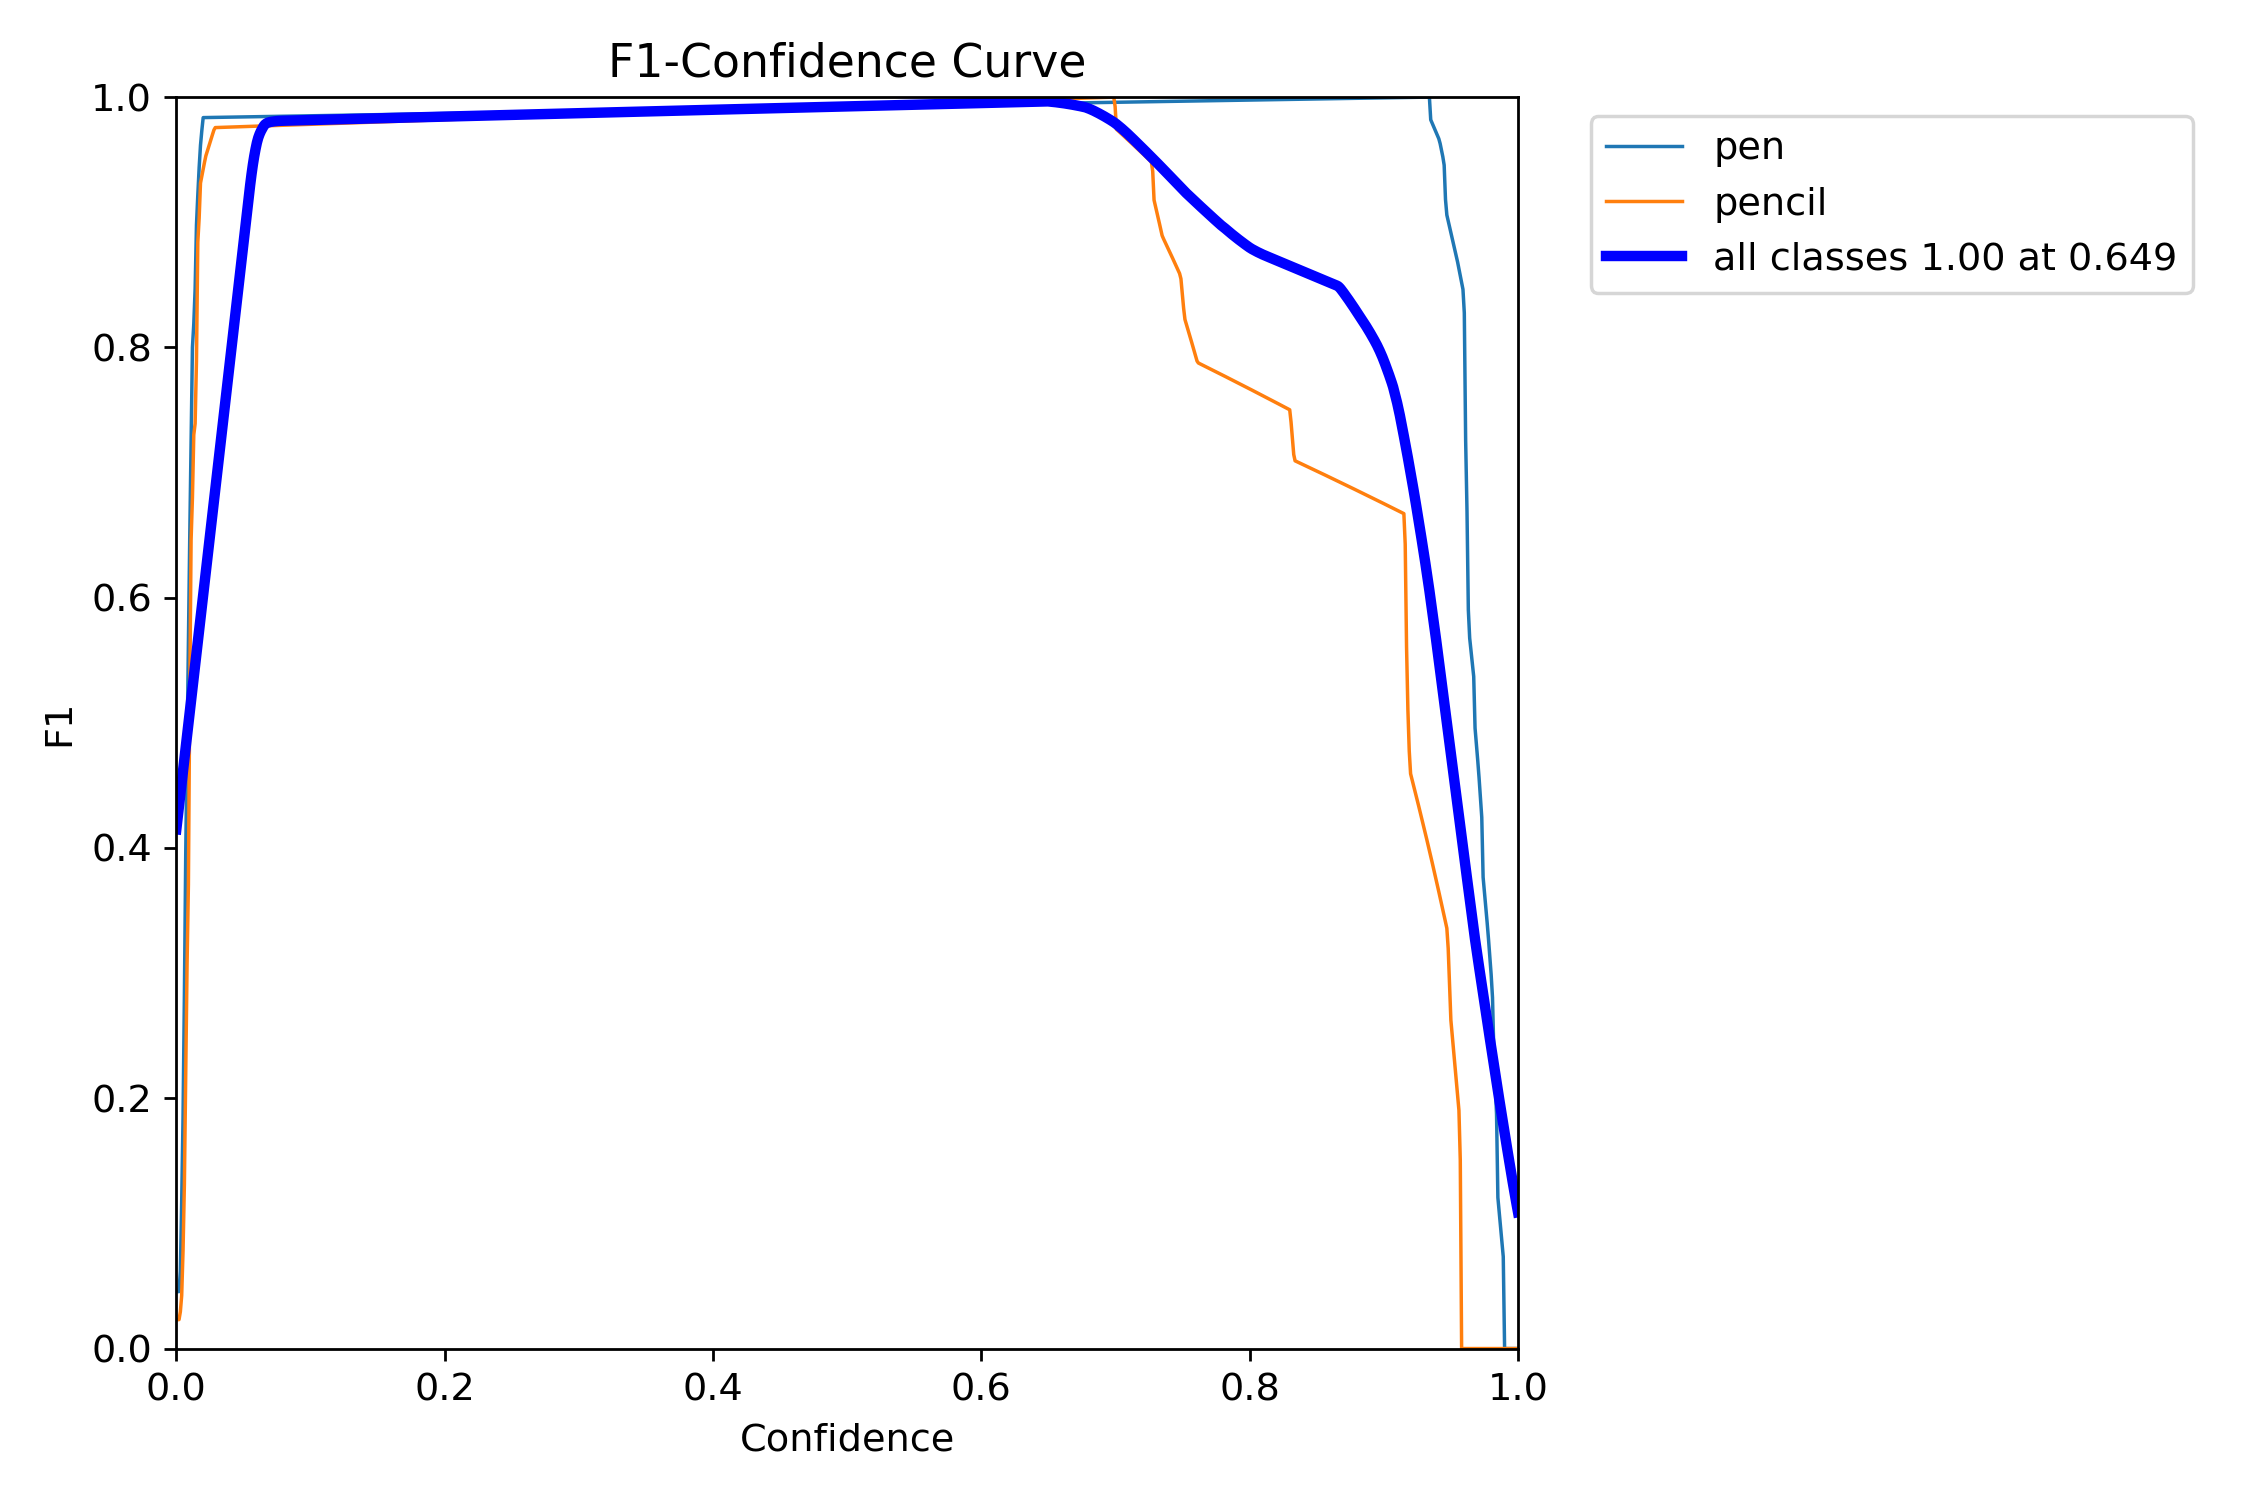 F1-Confidence Curve
pen
pencil
all classes 1.00 at 0.649
F1
1.0
0.8
0.6
0.4
0.2
0.0
0.0 0.2 0.4 0.6 0.8 1.0
Confidence